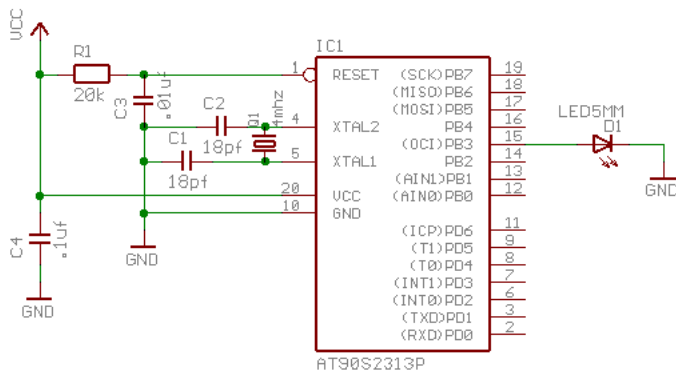 VCC
R1
20k
C3
.01uf
C2
18pf
C1
18pf
Q1
4mhz
C4
.1uf
GND
GND
IC1
1 RESET (SCK)PB7 19
(MISO)PB6 18
(MOSI)PB5 17
4 XTAL2 PB4 16
(OCI)PB3 15
5 XTAL1 PB2 14
(AIN1)PB1 13
20 VCC (AIN0)PB0 12
10 GND
(ICP)PD6 11
(T1)PD5 9
(T0)PD4 8
(INT1)PD3 7
(INT0)PD2 6
(TXD)PD1 3
(RXD)PD0 2
AT90S2313P
LED5MM
D1
GND